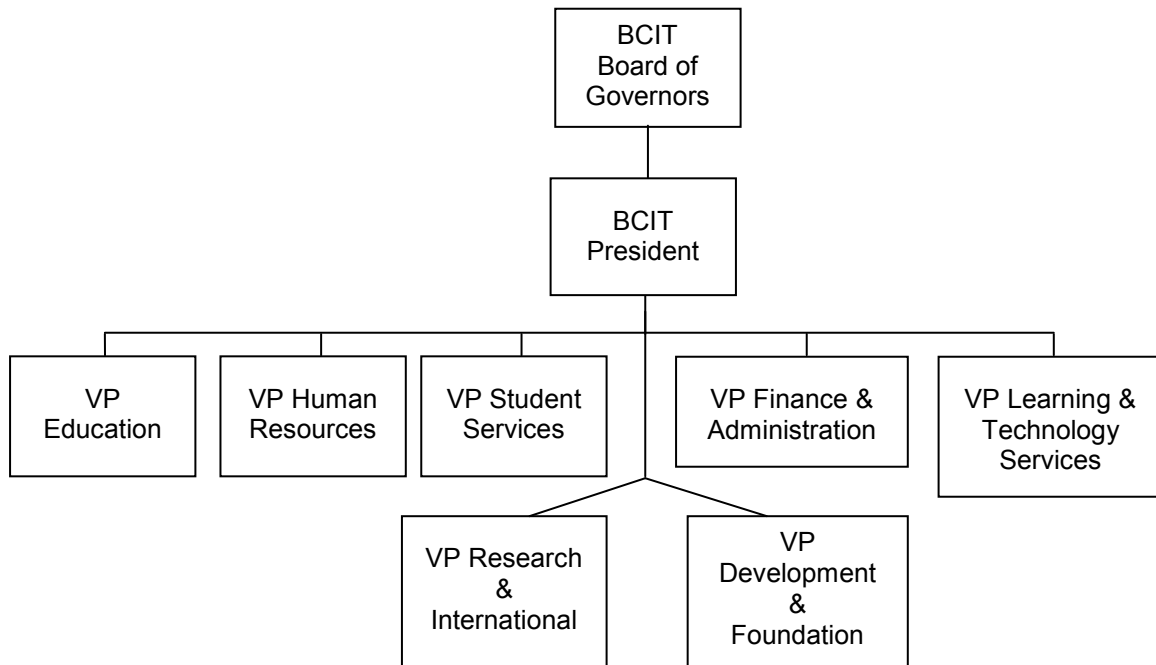 BCIT
Board of
Governors
BCIT
President
VP
Education
VP Human
Resources
VP Student
Services
VP Finance &
Administration
VP Learning &
Technology
Services
VP Research
&
International
VP
Development
&
Foundation